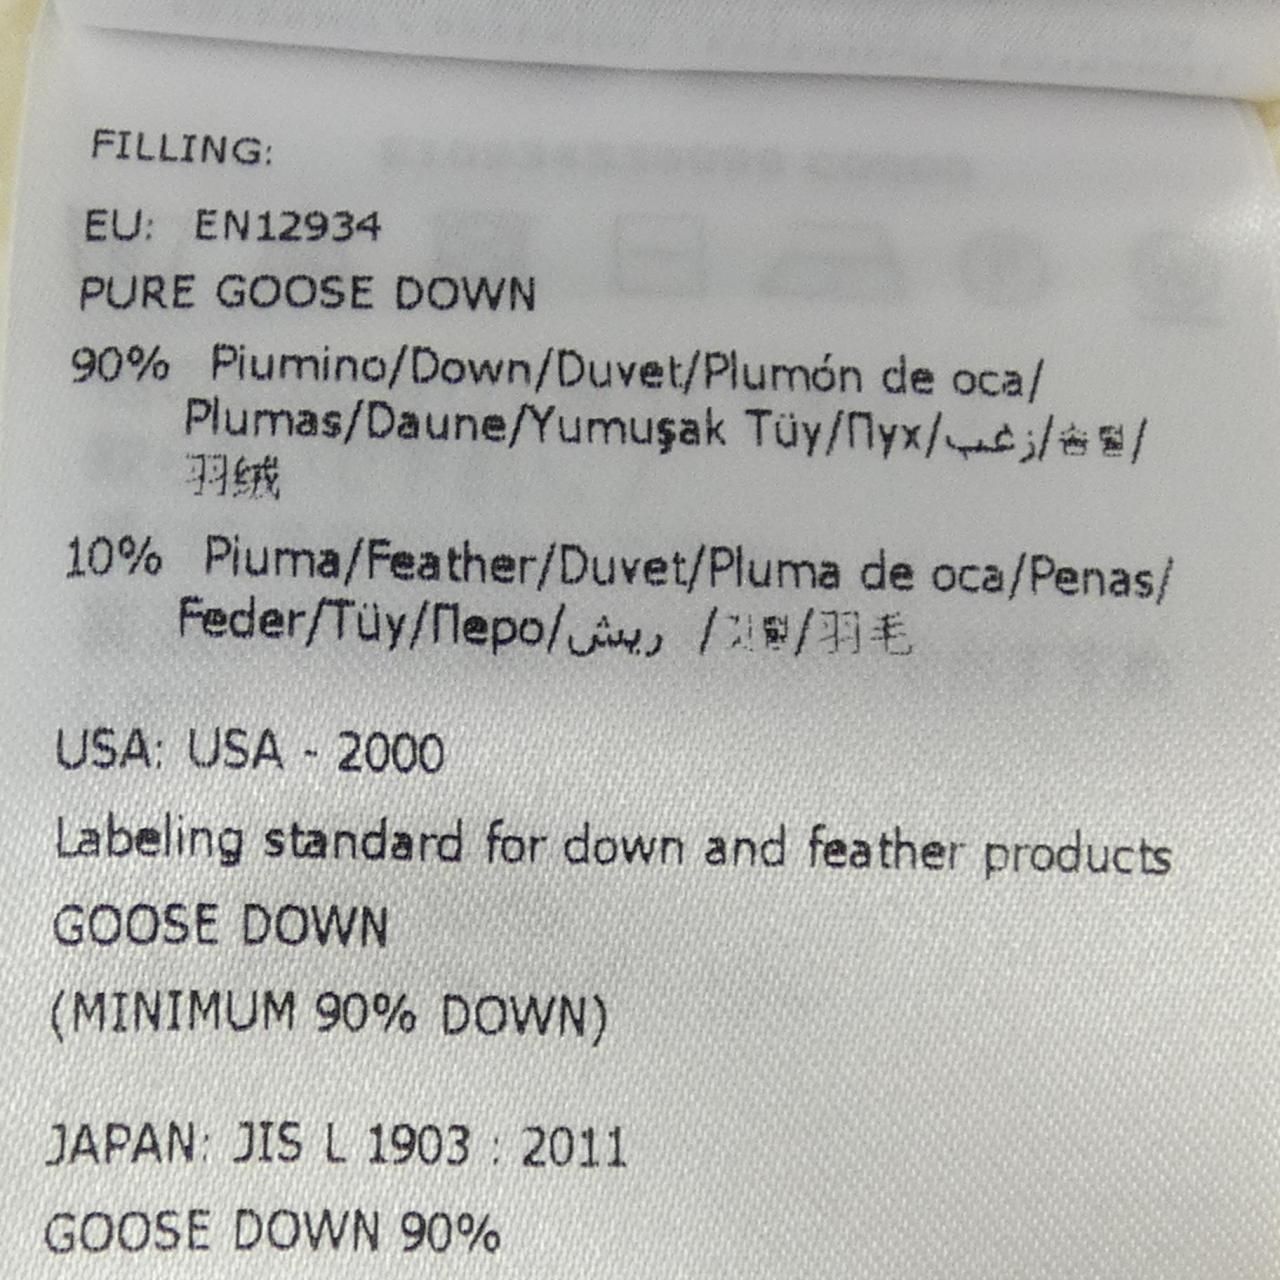 FILLING:
EU: EN12934
PURE GOOSE DOWN
90% Piumino/Down/Duvet/Plumón de oca/
Plumas/Daune/Yumuşak Tüy/Пух/زغب/솜털/
羽绒
10% Piuma/Feather/Duvet/Pluma de oca/Penas/
Feder/Tüy/Перо/ريش /깃털/羽毛
USA: USA - 2000
Labeling standard for down and feather products
GOOSE DOWN
(MINIMUM 90% DOWN)
JAPAN: JIS L 1903 : 2011
GOOSE DOWN 90%